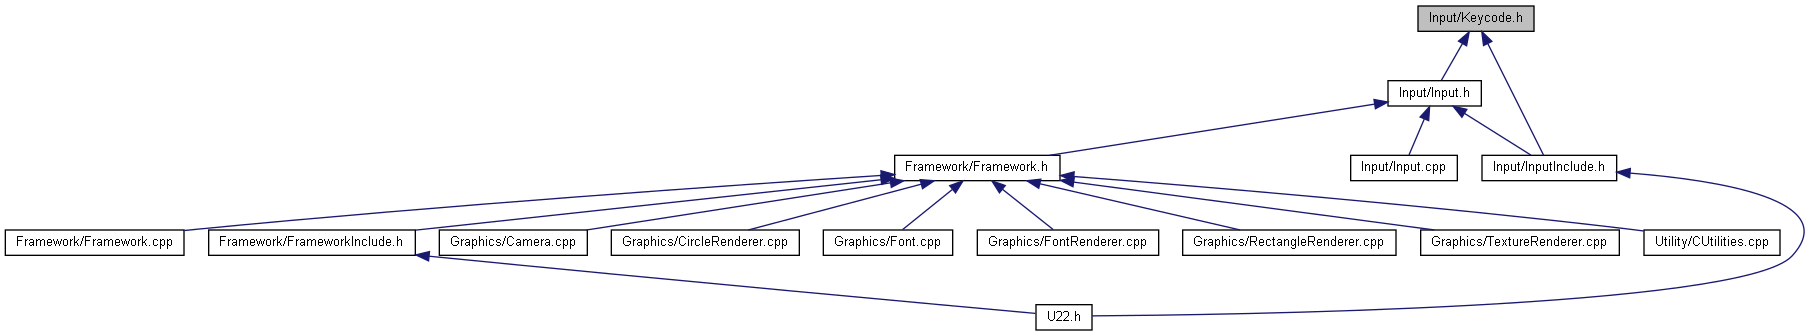 Input/Keycode.h
Input/Input.h
Framework/Framework.h
Input/Input.cpp
Input/InputInclude.h
Framework/Framework.cpp
Framework/FrameworkInclude.h
Graphics/Camera.cpp
Graphics/CircleRenderer.cpp
Graphics/Font.cpp
Graphics/FontRenderer.cpp
Graphics/RectangleRenderer.cpp
Graphics/TextureRenderer.cpp
Utility/CUtilities.cpp
U22.h